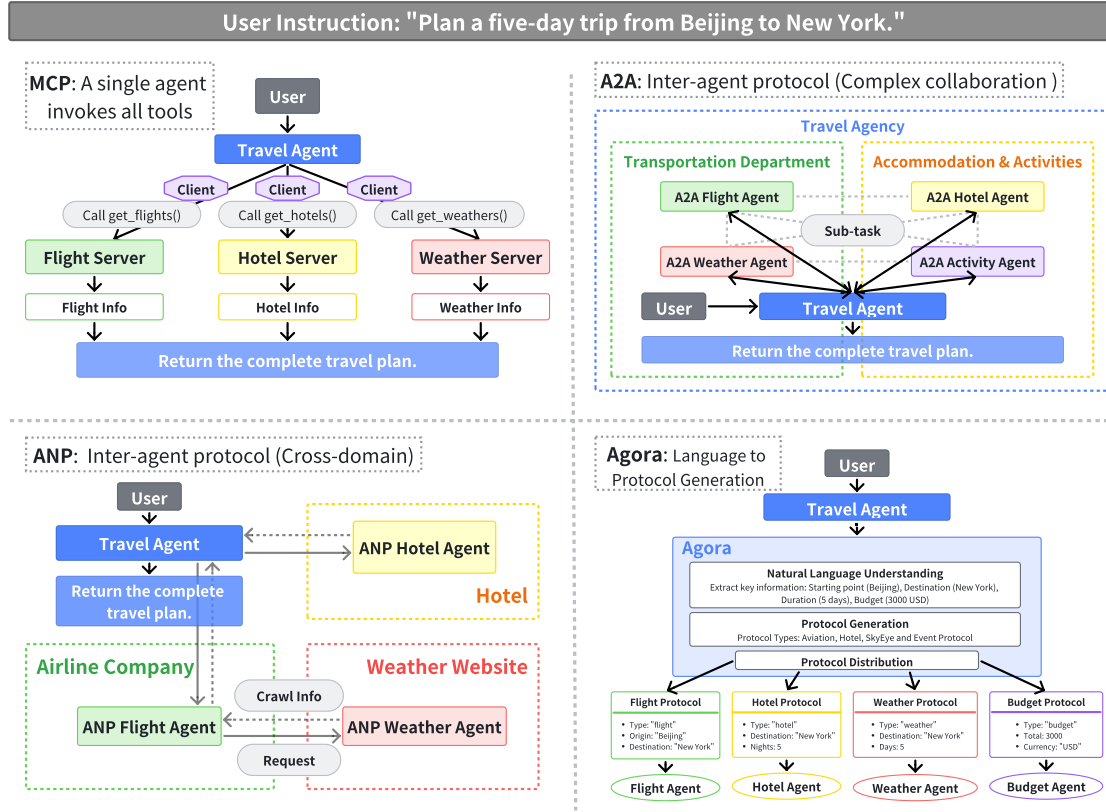 User Instruction: "Plan a five-day trip from Beijing to New York."
MCP: A single agent
invokes all tools
User
Travel Agent
Client
Client
Client
Call get_flights()
Call get_hotels()
Call get_weathers()
Flight Server
Hotel Server
Weather Server
Flight Info
Hotel Info
Weather Info
Return the complete travel plan.
A2A: Inter-agent protocol (Complex collaboration )
Travel Agency
Transportation Department
Accommodation & Activities
A2A Flight Agent
A2A Hotel Agent
Sub-task
A2A Weather Agent
A2A Activity Agent
User
Travel Agent
Return the complete travel plan.
ANP: Inter-agent protocol (Cross-domain)
User
Travel Agent
ANP Hotel Agent
Return the complete
travel plan.
Hotel
Airline Company
Weather Website
Crawl Info
ANP Flight Agent
ANP Weather Agent
Request
Agora: Language to
Protocol Generation
User
Travel Agent
Agora
Natural Language Understanding
Extract key information: Starting point (Beijing), Destination (New York),
Duration (5 days), Budget (3000 USD)
Protocol Generation
Protocol Types: Aviation, Hotel, SkyEye and Event Protocol
Protocol Distribution
Flight Protocol
• Type: "flight"
• Origin: "Beijing"
• Destination: "New York"
Hotel Protocol
• Type: "hotel"
• Destination: "New York"
• Nights: 5
Weather Protocol
• Type: "weather"
• Destination: "New York"
• Days: 5
Budget Protocol
• Type: "budget"
• Total: 3000
• Currency: "USD"
Flight Agent
Hotel Agent
Weather Agent
Budget Agent